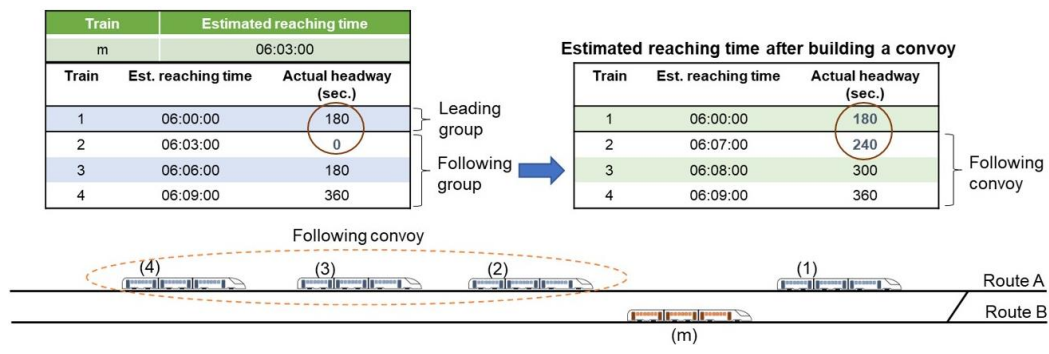 Train Estimated reaching time
m 06:03:00
Train Est. reaching time Actual headway
(sec.)
1 06:00:00 180
2 06:03:00 0
3 06:06:00 180
4 06:09:00 360
Leading
group
Following
group
Estimated reaching time after building a convoy
Train Est. reaching time Actual headway
(sec.)
1 06:00:00 180
2 06:07:00 240
3 06:08:00 300
4 06:09:00 360
Following
convoy
Following convoy
(4) (3) (2) (1)
Route A
Route B
(m)